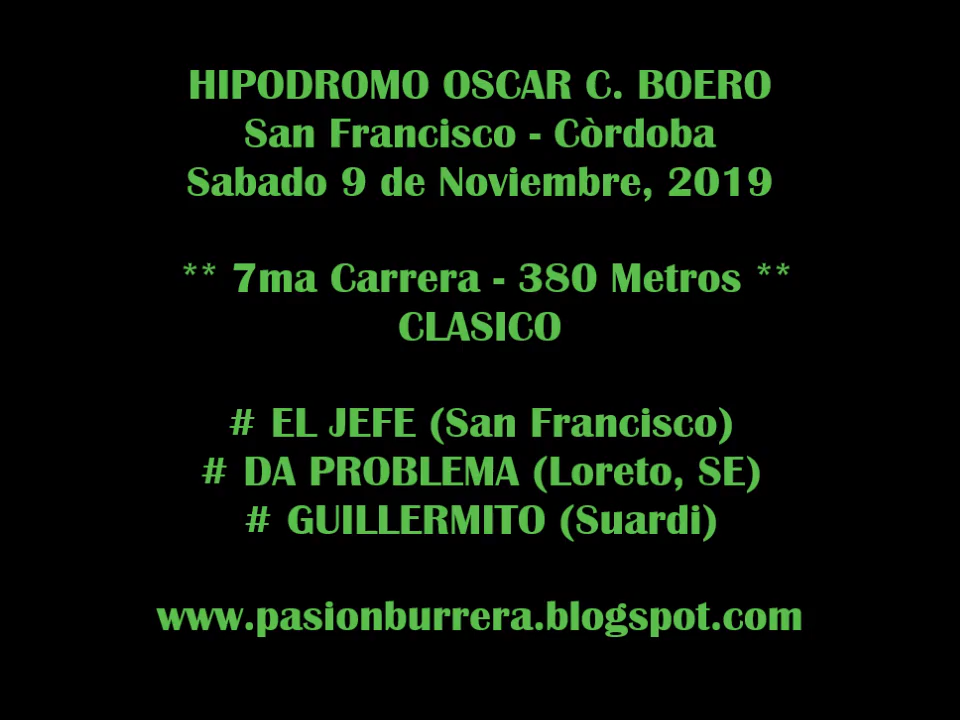 HIPODROMO OSCAR C. BOERO
San Francisco - Còrdoba
Sabado 9 de Noviembre, 2019
** 7ma Carrera - 380 Metros **
CLASICO
# EL JEFE (San Francisco)
# DA PROBLEMA (Loreto, SE)
# GUILLERMITO (Suardi)
www.pasionburrera.blogspot.com